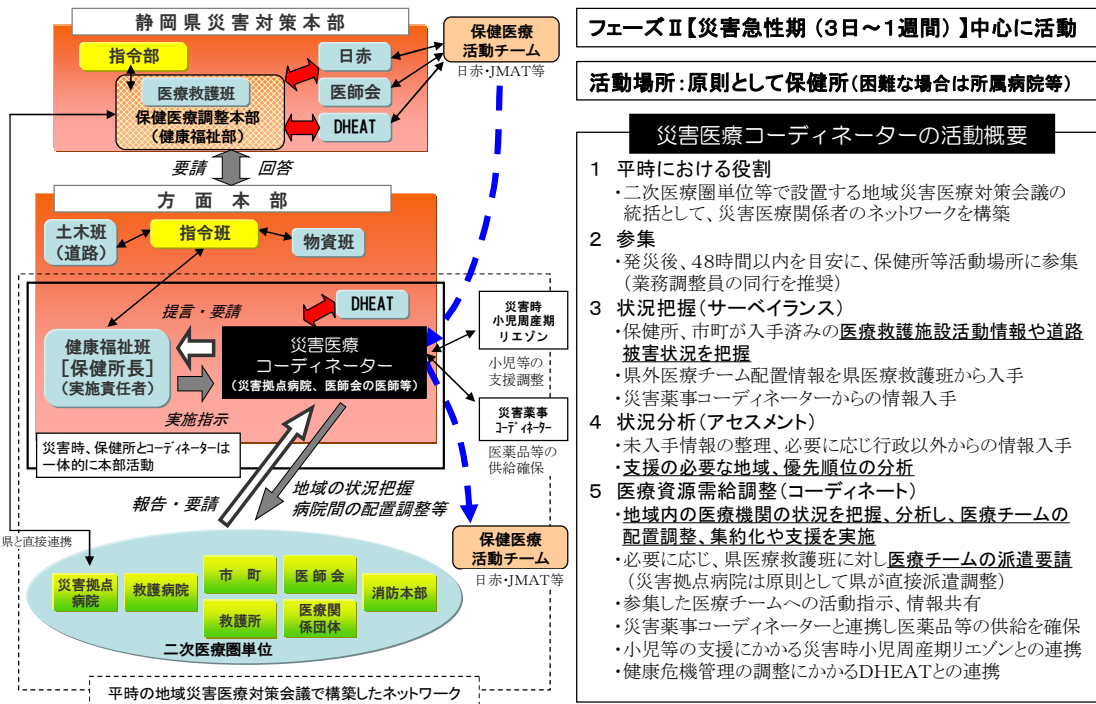 静岡県災害対策本部
指令部
医療救護班
保健医療調整本部
(健康福祉部)
日赤
医師会
DHEAT
保健医療
活動チーム
日赤・JMAT等
要請
回答
方面本部
土木班
(道路)
指令班
物資班
DHEAT
提言・要請
健康福祉班
[保健所長]
(実施責任者)
災害医療
コーディネーター
(災害拠点病院、医師会の医師等)
実施指示
災害時、保健所とコーディネーターは
一体的に本部活動
災害時
小児周産期
リエゾン
小児等の
支援調整
災害薬事
コーディネーター
医薬品等の
供給確保
報告・要請
地域の状況把握
病院間の配置調整等
県と直接連携
保健医療
活動チーム
日赤・JMAT等
災害拠点
病院
救護病院
市町
医師会
消防本部
救護所
医療関
係団体
二次医療圏単位
平時の地域災害医療対策会議で構築したネットワーク
フェーズⅡ【災害急性期(3日~1週間)】中心に活動
活動場所:原則として保健所(困難な場合は所属病院等)
災害医療コーディネーターの活動概要
1 平時における役割
・二次医療圏単位等で設置する地域災害医療対策会議の
統括として、災害医療関係者のネットワークを構築
2 参集
・発災後、48時間以内を目安に、保健所等活動場所に参集
(業務調整員の同行を推奨)
3 状況把握(サーベイランス)
・保健所、市町が入手済みの医療救護施設活動情報や道路
被害状況を把握
・県外医療チーム配置情報を県医療救護班から入手
・災害薬事コーディネーターからの情報入手
4 状況分析(アセスメント)
・未入手情報の整理、必要に応じ行政以外からの情報入手
・支援の必要な地域、優先順位の分析
5 医療資源需給調整(コーディネート)
・地域内の医療機関の状況を把握、分析し、医療チームの
配置調整、集約化や支援を実施
・必要に応じ、県医療救護班に対し医療チームの派遣要請
(災害拠点病院は原則として県が直接派遣調整)
・参集した医療チームへの活動指示、情報共有
・災害薬事コーディネーターと連携し医薬品等の供給を確保
・小児等の支援にかかる災害時小児周産期リエゾンとの連携
・健康危機管理の調整にかかるDHEATとの連携